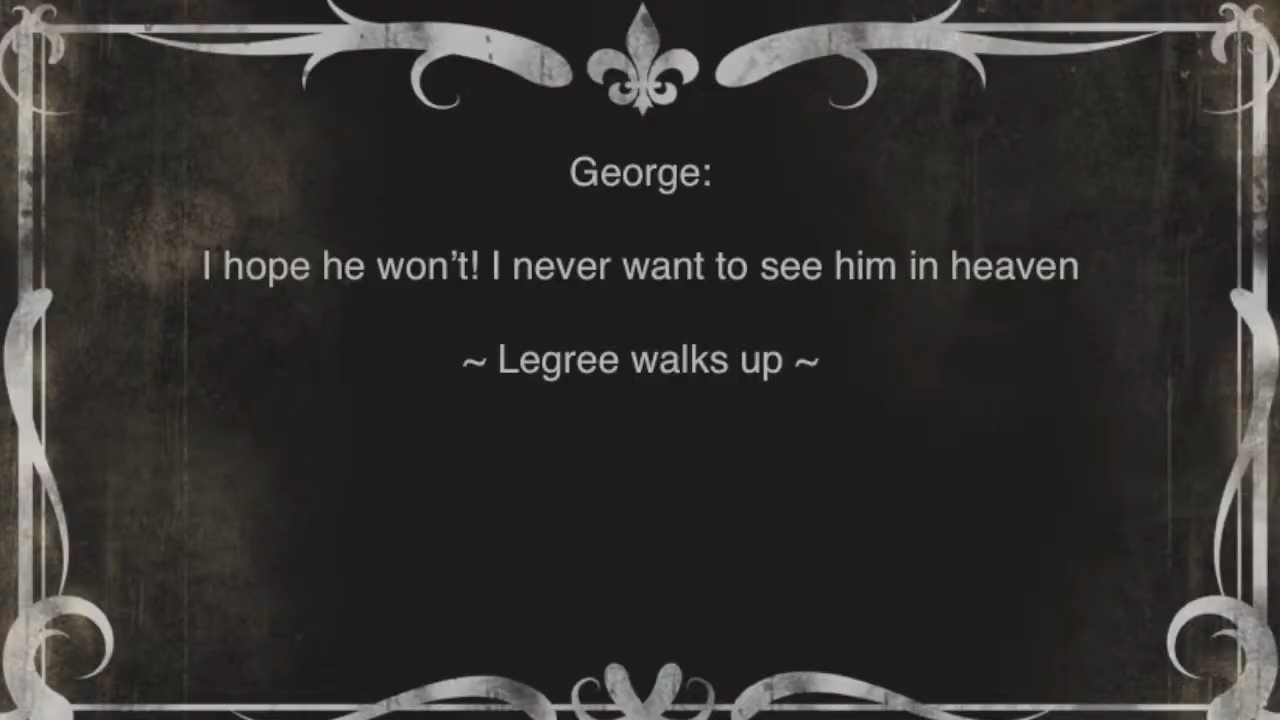 George:
I hope he won’t! I never want to see him in heaven
~ Legree walks up ~